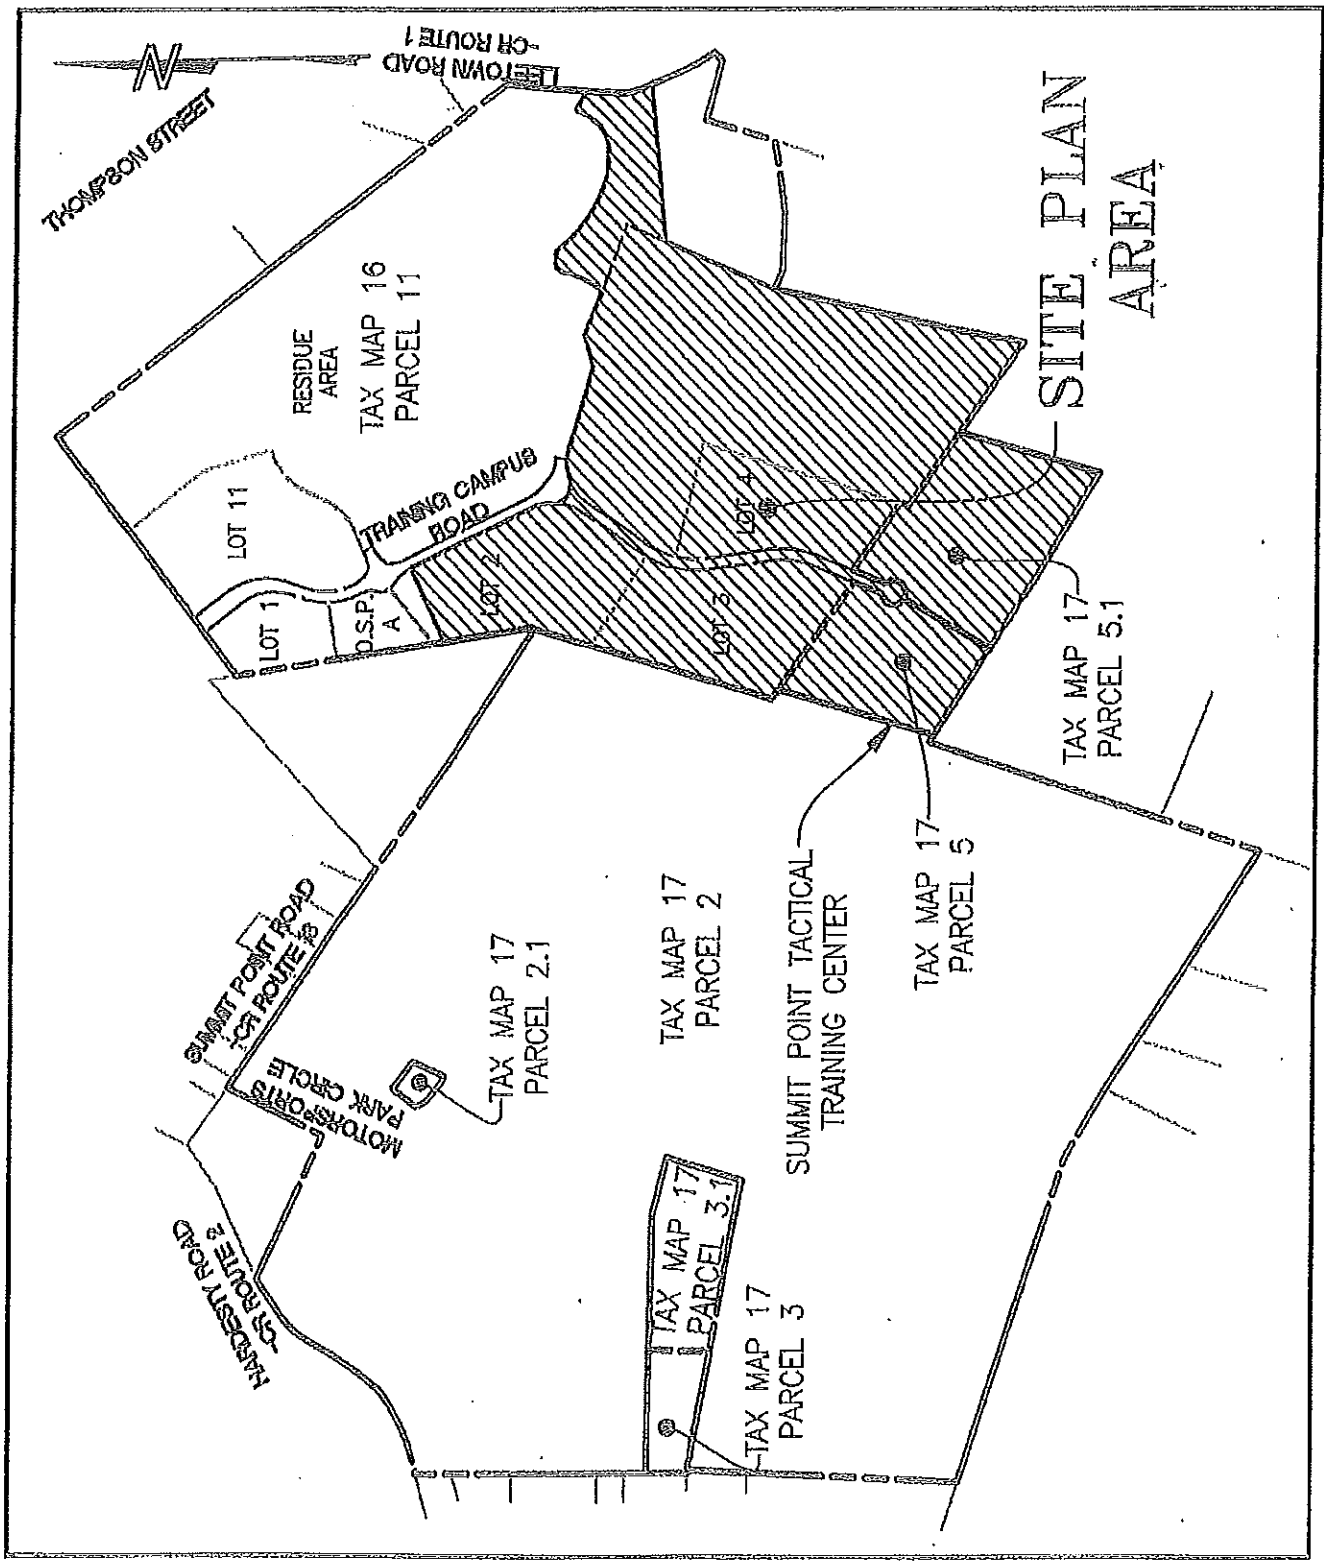 N
THOMPSON STREET
LEETOWN ROAD
-CR ROUTE 1
RESIDUE
AREA
TAX MAP 16
PARCEL 11
LOT 11
TRAINING CAMPUS
ROAD
LOT 1
O.S.P.
A
LOT 2
LOT 3
LOT 4
SITE PLAN
AREA
TAX MAP 17
PARCEL 5.1
TAX MAP 17
PARCEL 5
SUMMIT POINT TACTICAL
TRAINING CENTER
TAX MAP 17
PARCEL 2
SUMMIT POINT ROAD
-CR ROUTE
MOTORSPORTS
PARK CIRCLE
TAX MAP 17
PARCEL 2.1
HARDESTY ROAD
-CR ROUTE 2
TAX MAP 17
PARCEL 3.1
TAX MAP 17
PARCEL 3